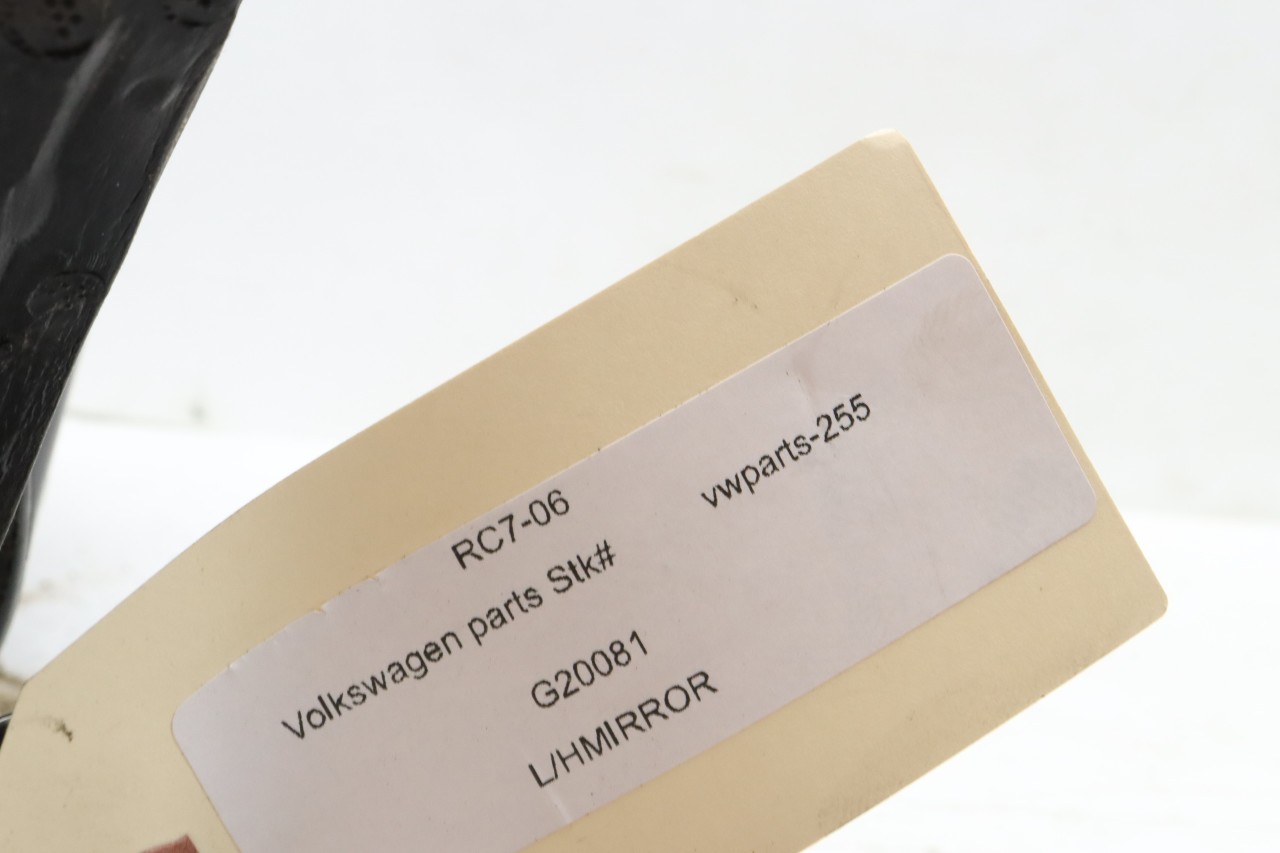 RC7-06
vwparts-255
Volkswagen parts Stk#
G20081
L/HMIRROR